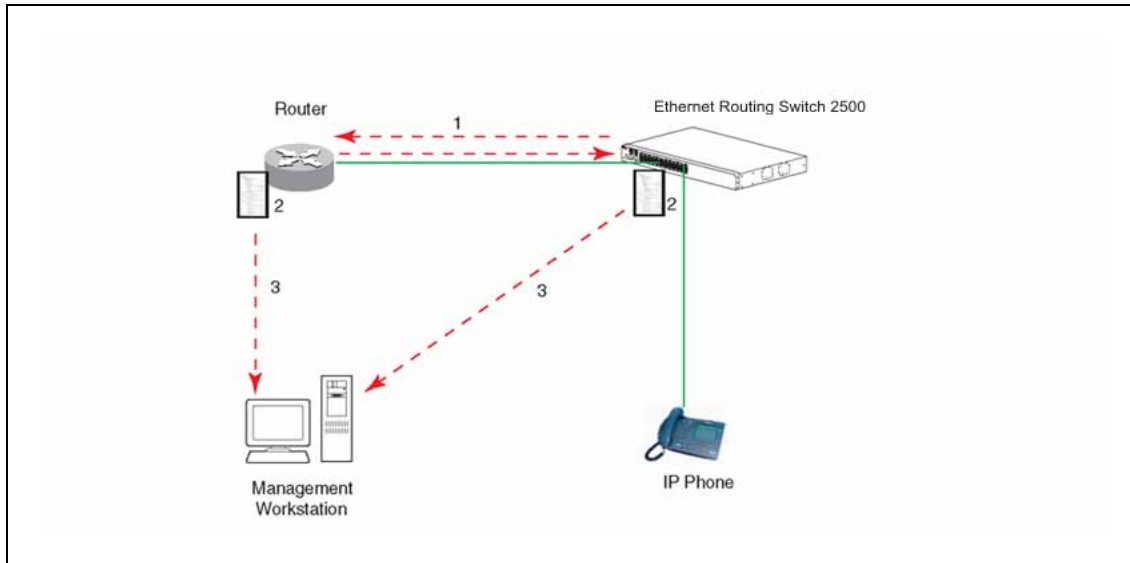 Router
Ethernet Routing Switch 2500
1
2
2
3
3
IP Phone
Management
Workstation